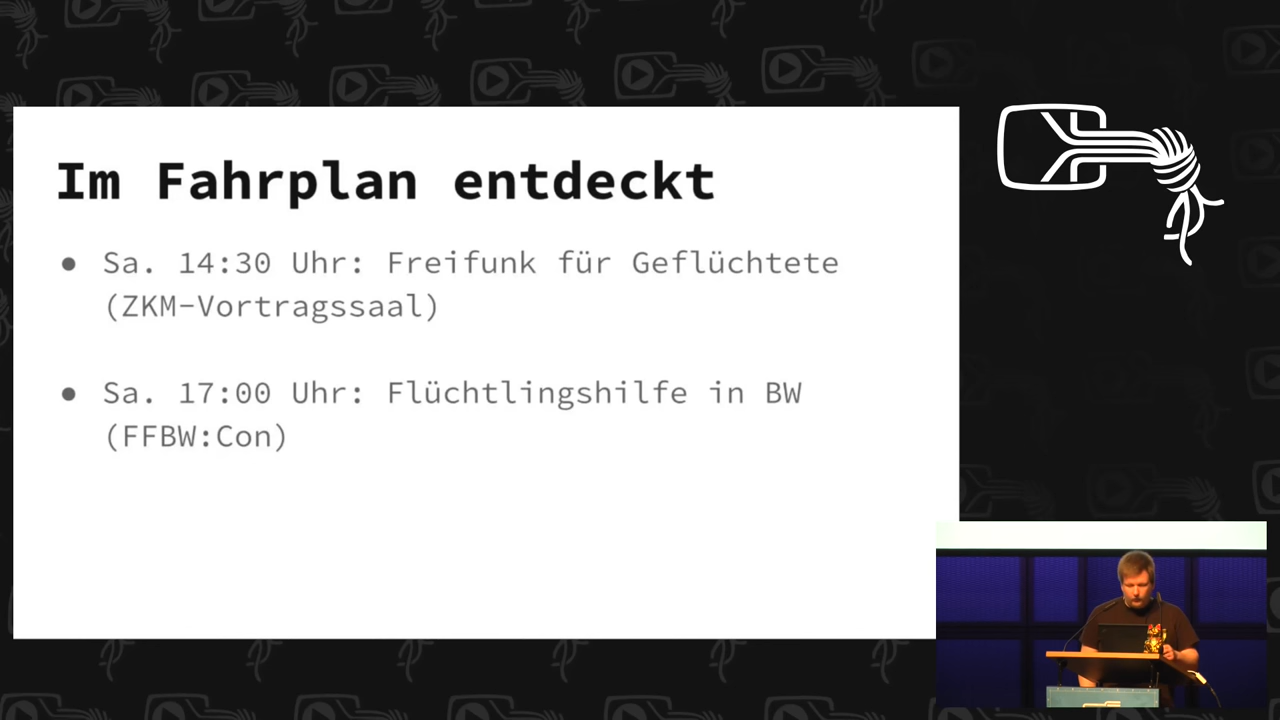 Im Fahrplan entdeckt
● Sa. 14:30 Uhr: Freifunk für Geflüchtete
(ZKM-Vortragssaal)
● Sa. 17:00 Uhr: Flüchtlingshilfe in BW
(FFBW:Con)